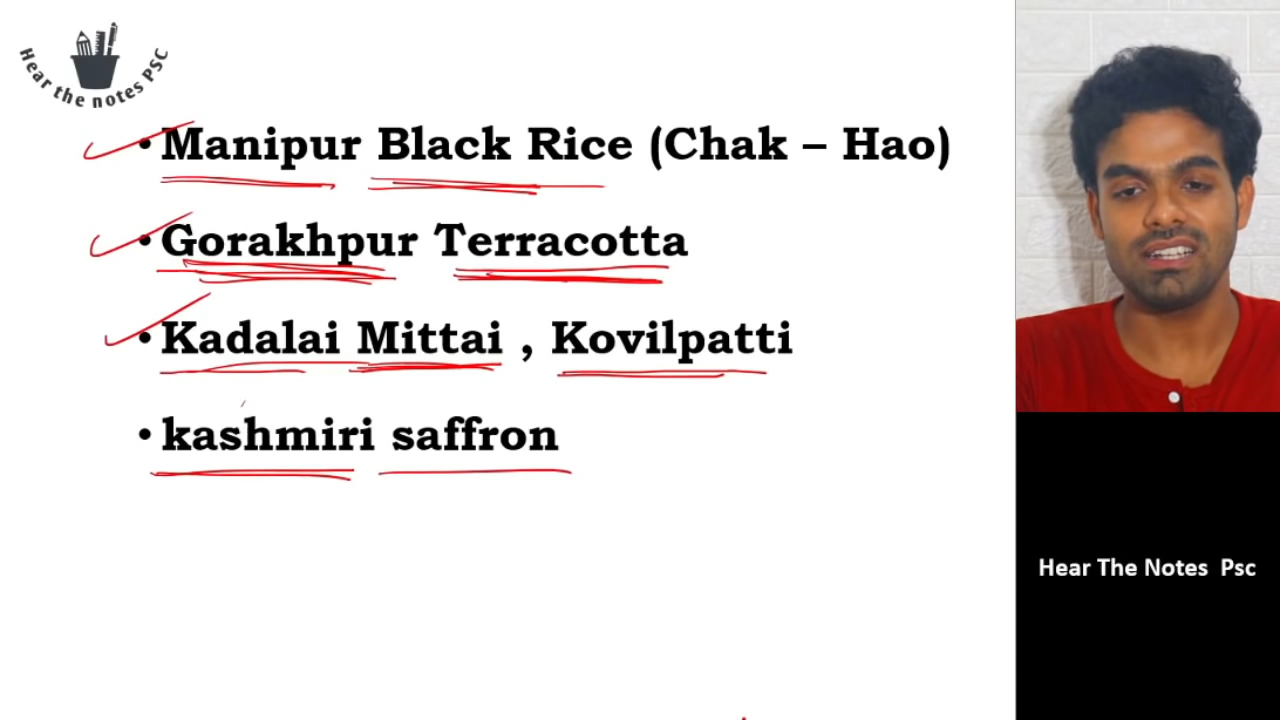 Hear the notes PSC
• Manipur Black Rice (Chak – Hao)
• Gorakhpur Terracotta
• Kadalai Mittai , Kovilpatti
• kashmiri saffron
Hear The Notes Psc